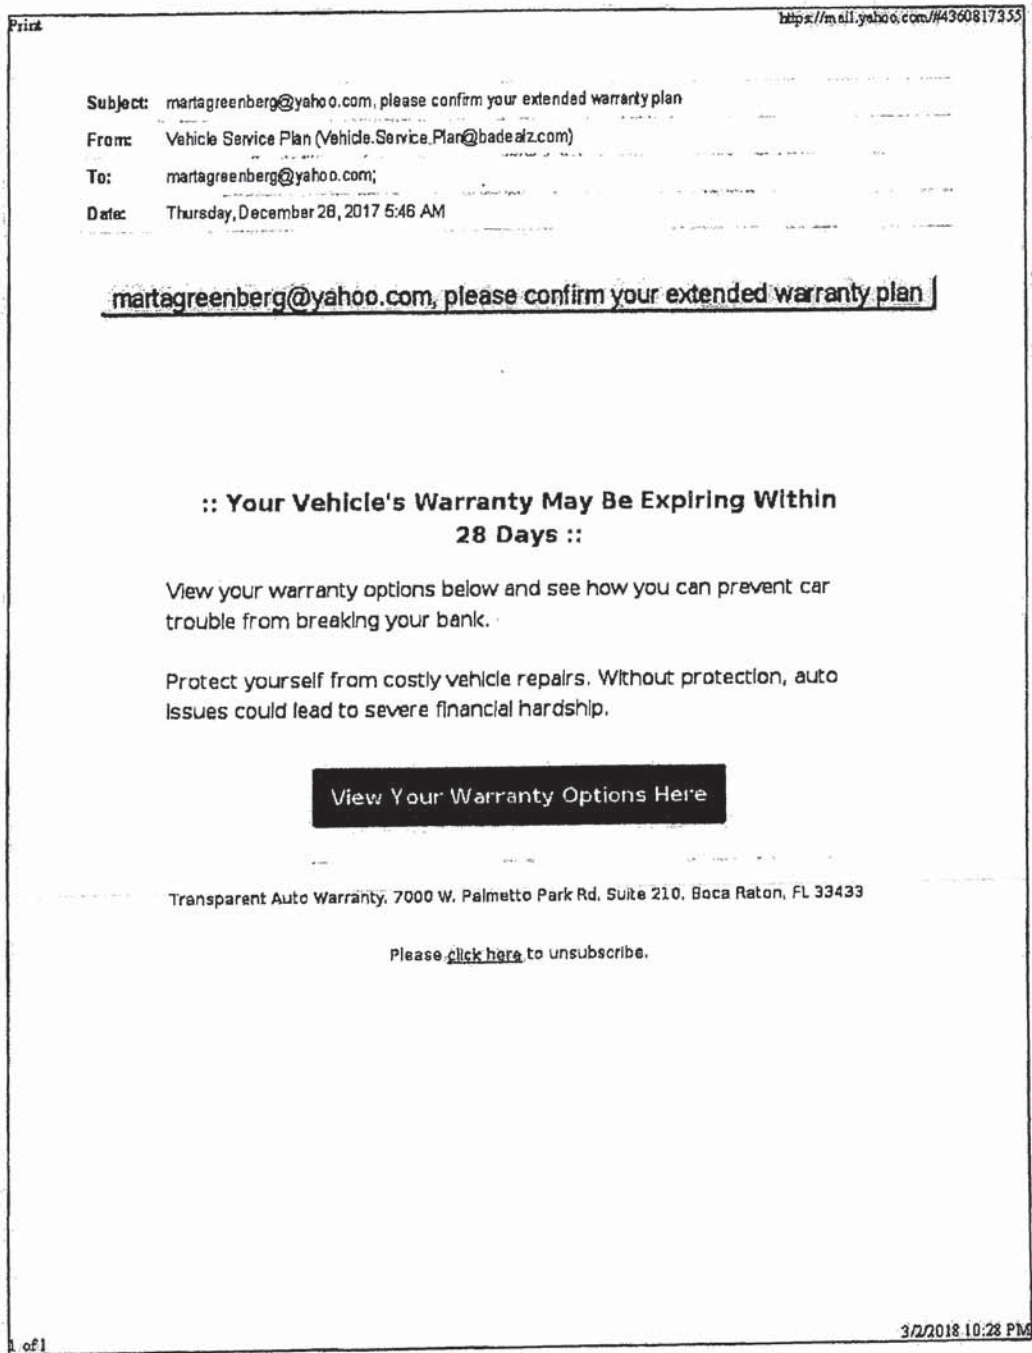 Print
https://mail.yahoo.com/#4360817355
Subject: martagreenberg@yahoo.com, please confirm your extended warranty plan
From: Vehicle Service Plan (Vehicle.Service.Plan@badealz.com)
To: martagreenberg@yahoo.com;
Date: Thursday, December 28, 2017 5:46 AM
martagreenberg@yahoo.com, please confirm your extended warranty plan
:: Your Vehicle's Warranty May Be Expiring Within
28 Days ::
View your warranty options below and see how you can prevent car
trouble from breaking your bank.
Protect yourself from costly vehicle repairs. Without protection, auto
issues could lead to severe financial hardship.
View Your Warranty Options Here
Transparent Auto Warranty, 7000 W. Palmetto Park Rd, Suite 210, Boca Raton, FL 33433
Please click here to unsubscribe.
1 of 1
3/2/2018 10:28 PM